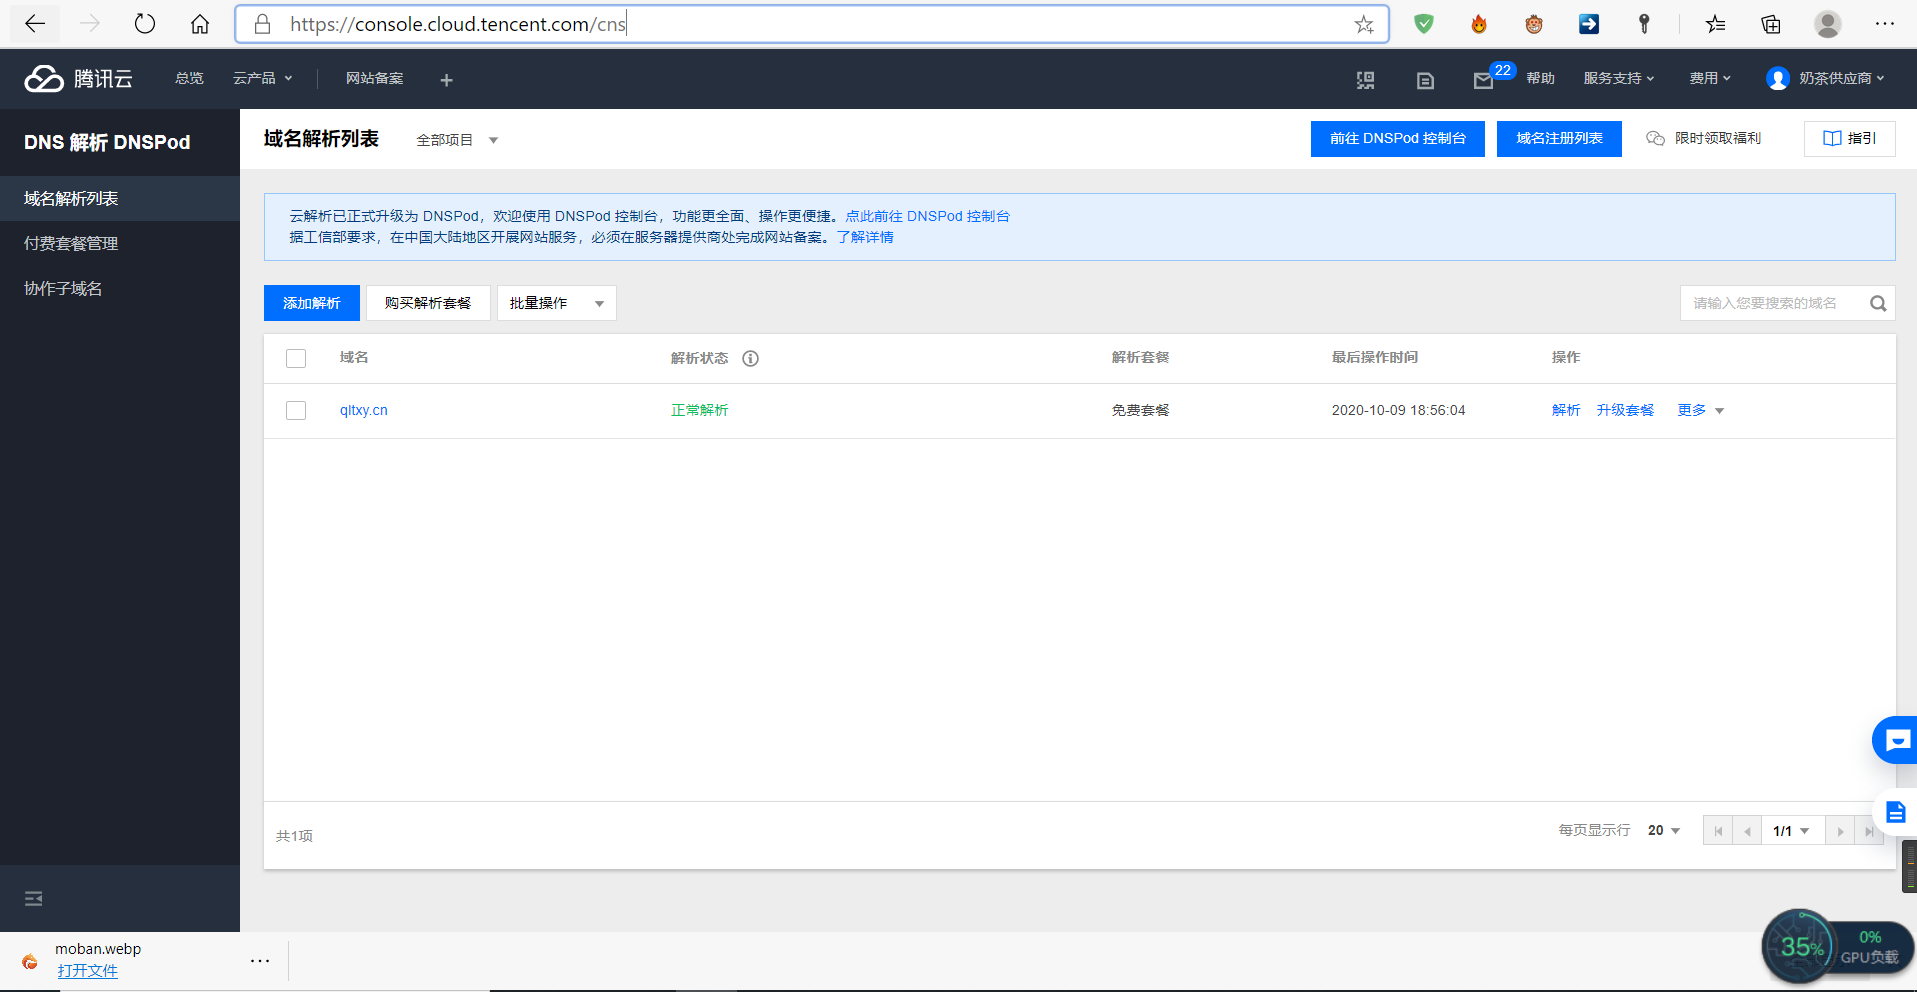 https://console.cloud.tencent.com/cns
腾讯云
总览
云产品
网站备案
22
帮助
服务支持
费用
奶茶供应商
DNS 解析 DNSPod
域名解析列表
付费套餐管理
协作子域名
域名解析列表
全部项目
前往 DNSPod 控制台
域名注册列表
限时领取福利
指引
云解析已正式升级为 DNSPod，欢迎使用 DNSPod 控制台，功能更全面、操作更便捷。点此前往 DNSPod 控制台
据工信部要求，在中国大陆地区开展网站服务，必须在服务器提供商处完成网站备案。了解详情
添加解析
购买解析套餐
批量操作
请输入您要搜索的域名
域名
解析状态
解析套餐
最后操作时间
操作
qltxy.cn
正常解析
免费套餐
2020-10-09 18:56:04
解析
升级套餐
更多
共1项
每页显示行
20
1/1
moban.webp
打开文件
35%
0%
GPU负载